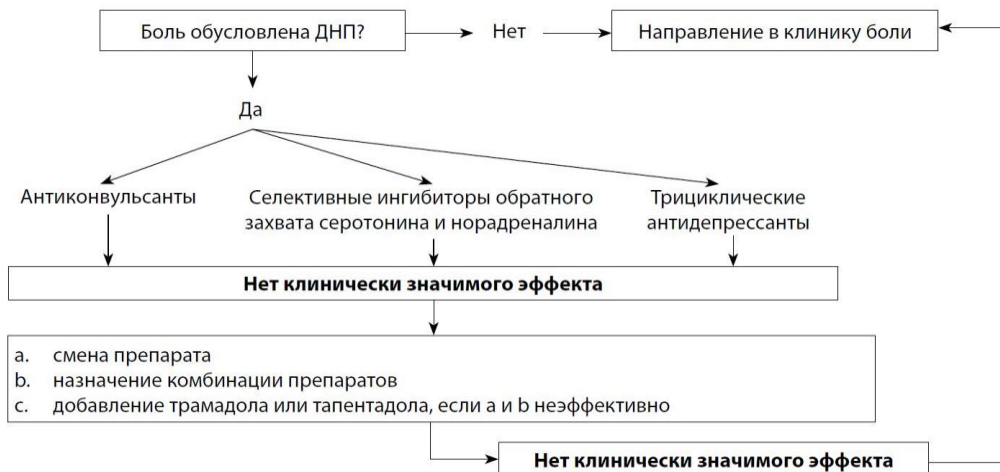 Боль обусловлена ДНП?
Нет
Направление в клинику боли
Да
Антиконвульсанты
Селективные ингибиторы обратного
захвата серотонина и норадреналина
Трициклические
антидепрессанты
Нет клинически значимого эффекта
a. смена препарата
b. назначение комбинации препаратов
c. добавление трамадола или тапентадола, если a и b неэффективно
Нет клинически значимого эффекта